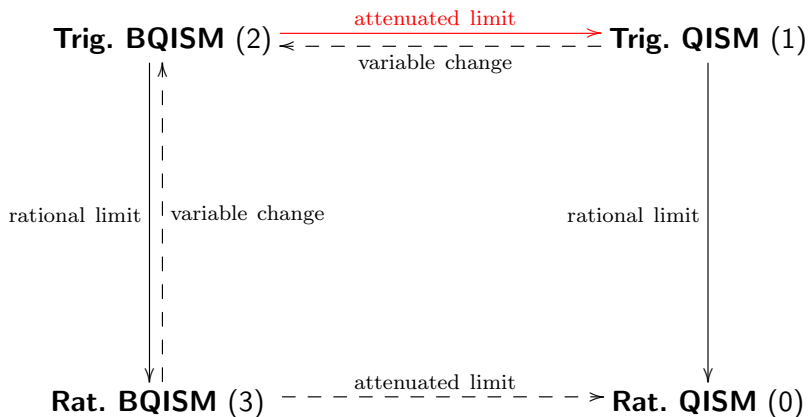 attenuated limit
Trig. BQISM (2)
Trig. QISM (1)
variable change
rational limit
variable change
rational limit
attenuated limit
Rat. BQISM (3)
Rat. QISM (0)